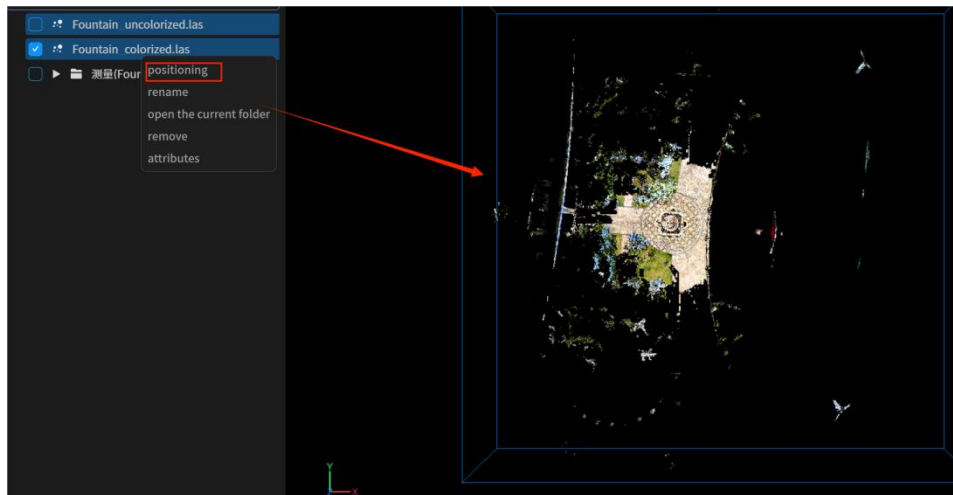 Fountain_uncolorized.las
Fountain_colorized.las
测量(Four
positioning
rename
open the current folder
remove
attributes
Y
X